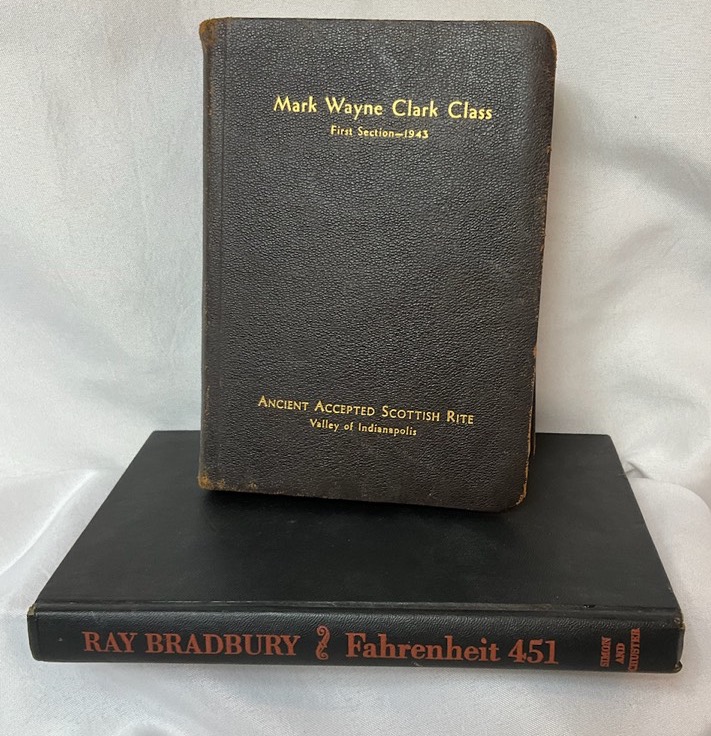 Mark Wayne Clark Class
First Section—1943
ANCIENT ACCEPTED SCOTTISH RITE
Valley of Indianapolis
RAY BRADBURY Fahrenheit 451
SIMON
AND
SCHUSTER